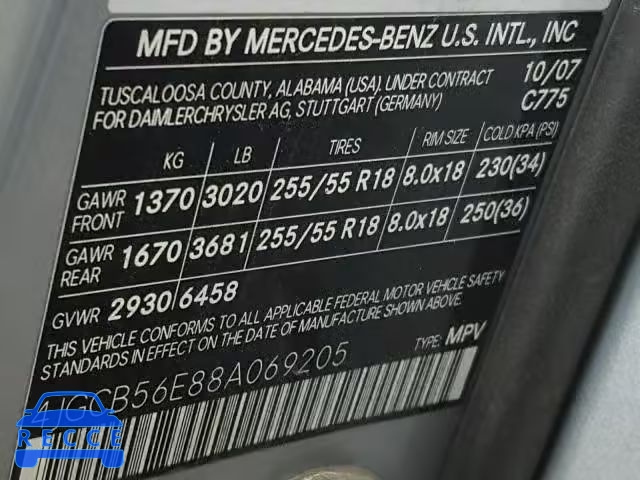 MFD BY MERCEDES-BENZ U.S. INTL., INC
TUSCALOOSA COUNTY, ALABAMA (USA). UNDER CONTRACT 10/07
FOR DAIMLERCHRYSLER AG, STUTTGART (GERMANY) C775
KG LB TIRES RIM SIZE COLD KPA (PSI)
GAWR FRONT 1370 3020 255/55 R18 8.0x18 230(34)
GAWR REAR 1670 3681 255/55 R18 8.0x18 250(36)
GVWR 2930 6458
THIS VEHICLE CONFORMS TO ALL APPLICABLE FEDERAL MOTOR VEHICLE SAFETY
STANDARDS IN EFFECT ON THE DATE OF MANUFACTURE SHOWN ABOVE.
4JGCB56E88A069205 TYPE: MPV
RECCE